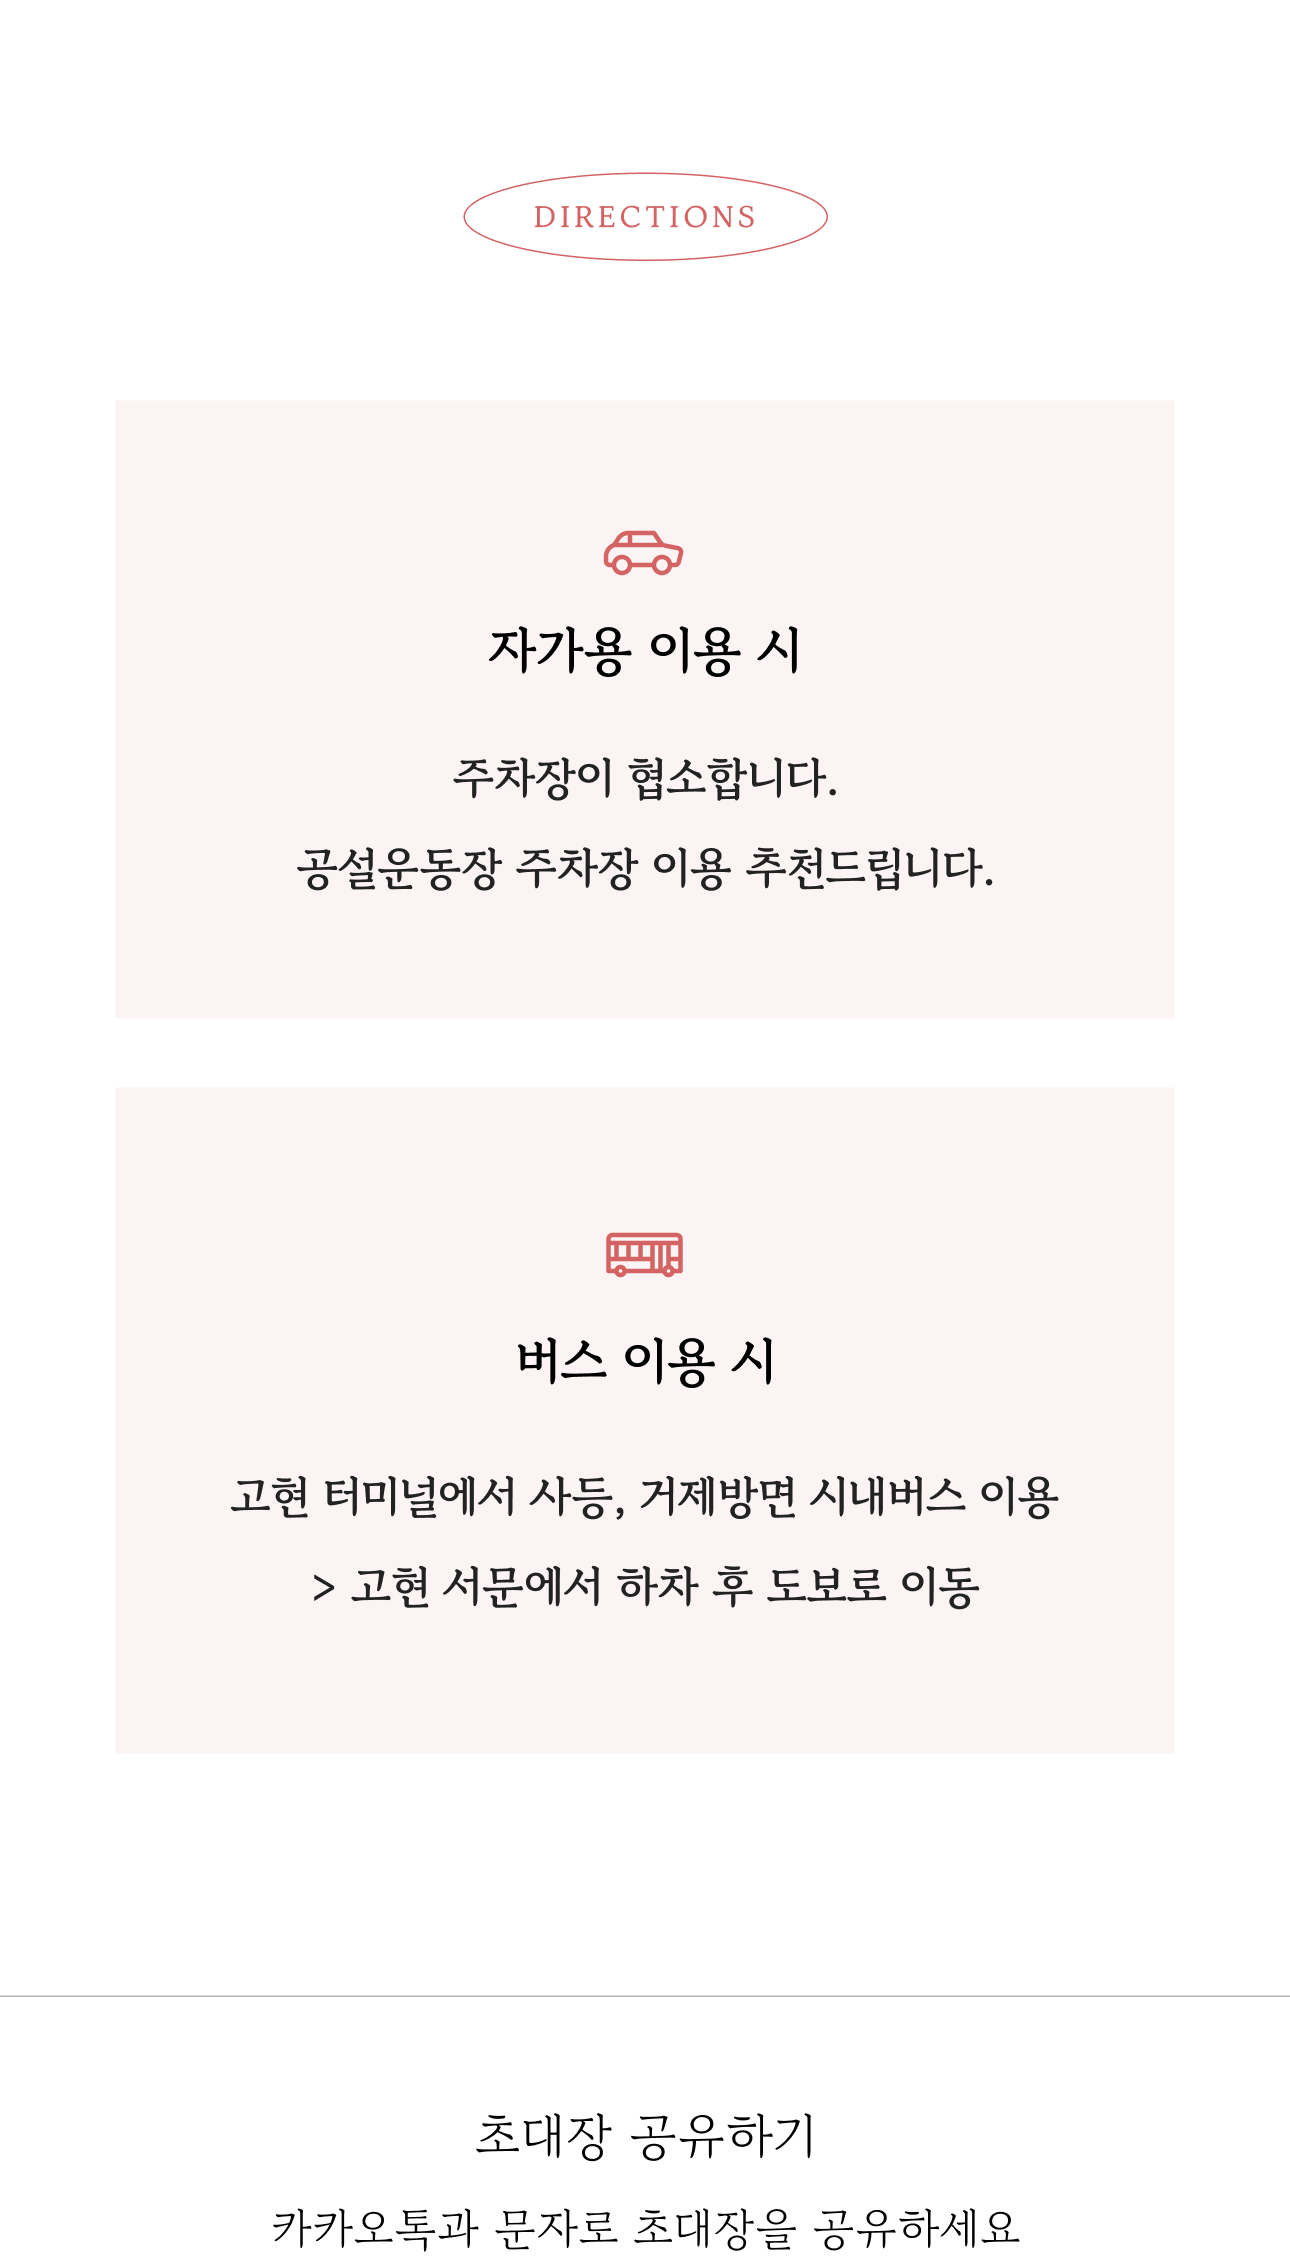 DIRECTIONS
자가용 이용 시
주차장이 협소합니다.
공설운동장 주차장 이용 추천드립니다.
버스 이용 시
고현 터미널에서 사등, 거제방면 시내버스 이용
> 고현 서문에서 하차 후 도보로 이동
초대장 공유하기
카카오톡과 문자로 초대장을 공유하세요